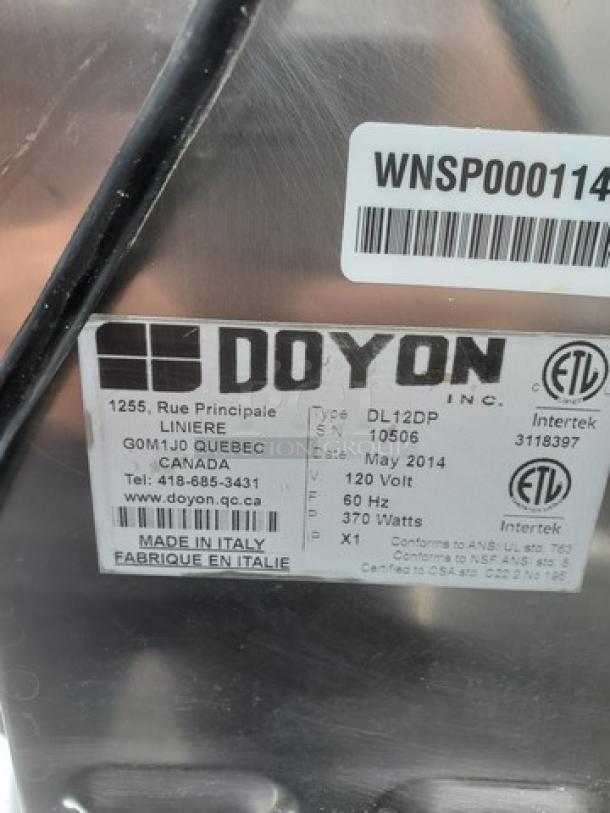 WNSP000114
DOYON
INC.
1255, Rue Principale
LINIERE
G0M1J0 QUEBEC
CANADA
Tel: 418-685-3431
www.doyon.qc.ca
MADE IN ITALY
FABRIQUE EN ITALIE
Type DL12DP
S.N. 10506
Date May 2014
V. 120 Volt
F 60 Hz
P 370 Watts
P X1
C ETL
Intertek
3118397
ETL
Intertek
Conforms to ANSI/UL std. 763
Conforms to NSF/ANSI std. 8
Certified to CSA std. C22.2 No 195